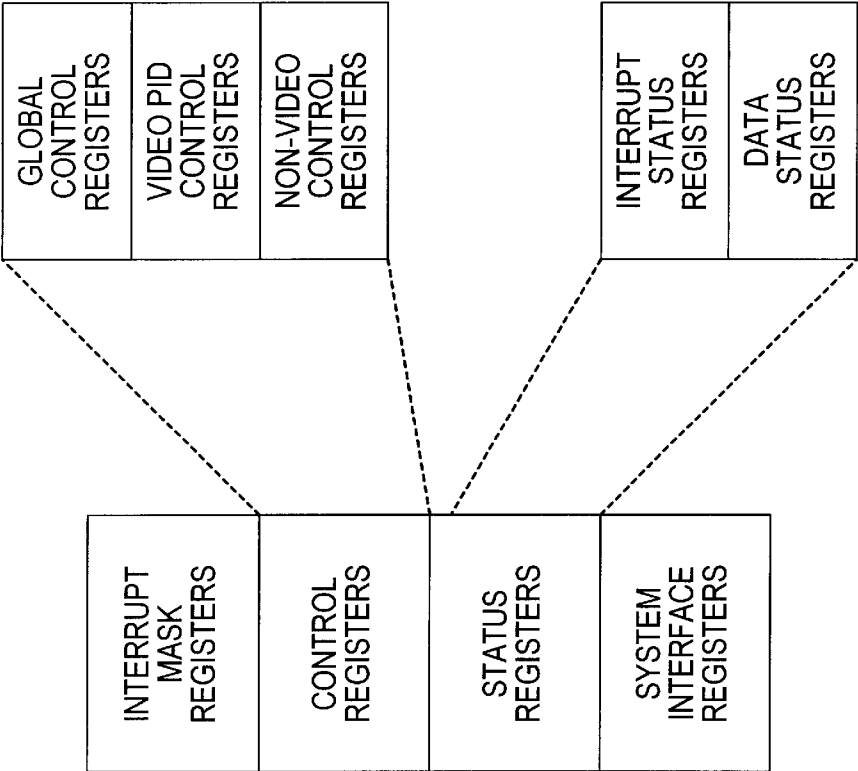 GLOBAL
CONTROL
REGISTERS
VIDEO PID
CONTROL
REGISTERS
NON-VIDEO
CONTROL
REGISTERS
INTERRUPT
STATUS
REGISTERS
DATA
STATUS
REGISTERS
INTERRUPT
MASK
REGISTERS
CONTROL
REGISTERS
STATUS
REGISTERS
SYSTEM
INTERFACE
REGISTERS